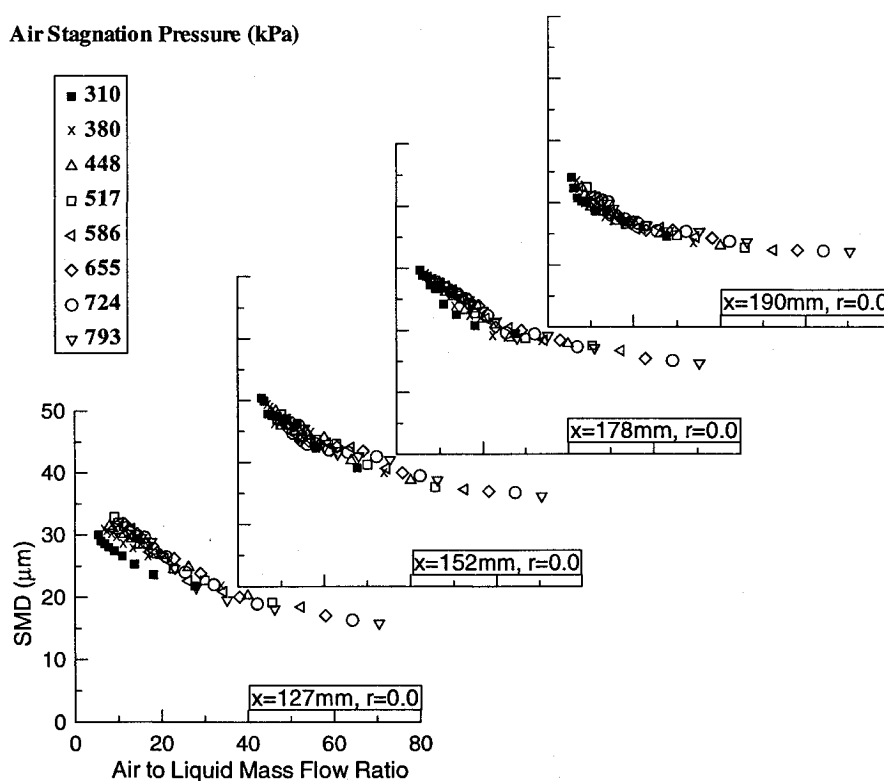 Air Stagnation Pressure (kPa)
310
380
448
517
586
655
724
793
x=190mm, r=0.0
x=178mm, r=0.0
x=152mm, r=0.0
x=127mm, r=0.0
50
40
30
20
10
0
SMD (μm)
0 20 40 60 80
Air to Liquid Mass Flow Ratio